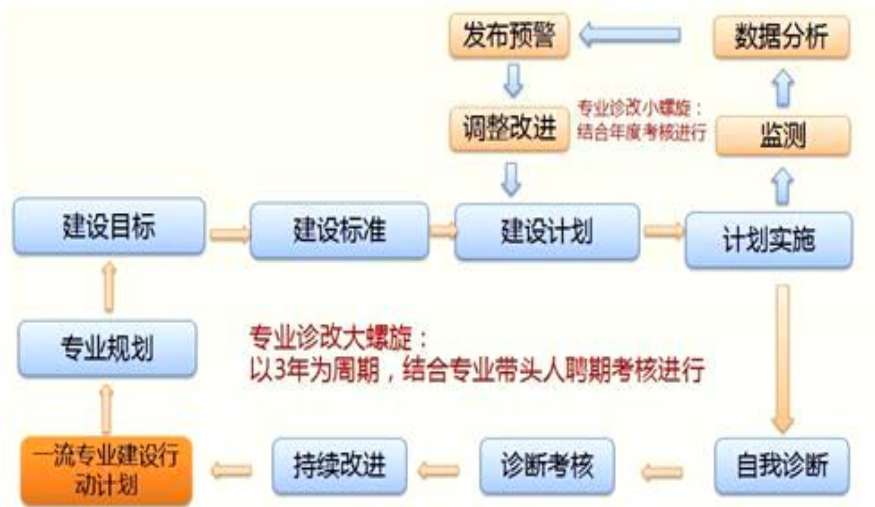 发布预警
数据分析
调整改进
专业诊改小螺旋：
结合年度考核进行
监测
建设目标
建设标准
建设计划
计划实施
专业规划
专业诊改大螺旋：
以3年为周期，结合专业带头人聘期考核进行
一流专业建设行
动计划
持续改进
诊断考核
自我诊断